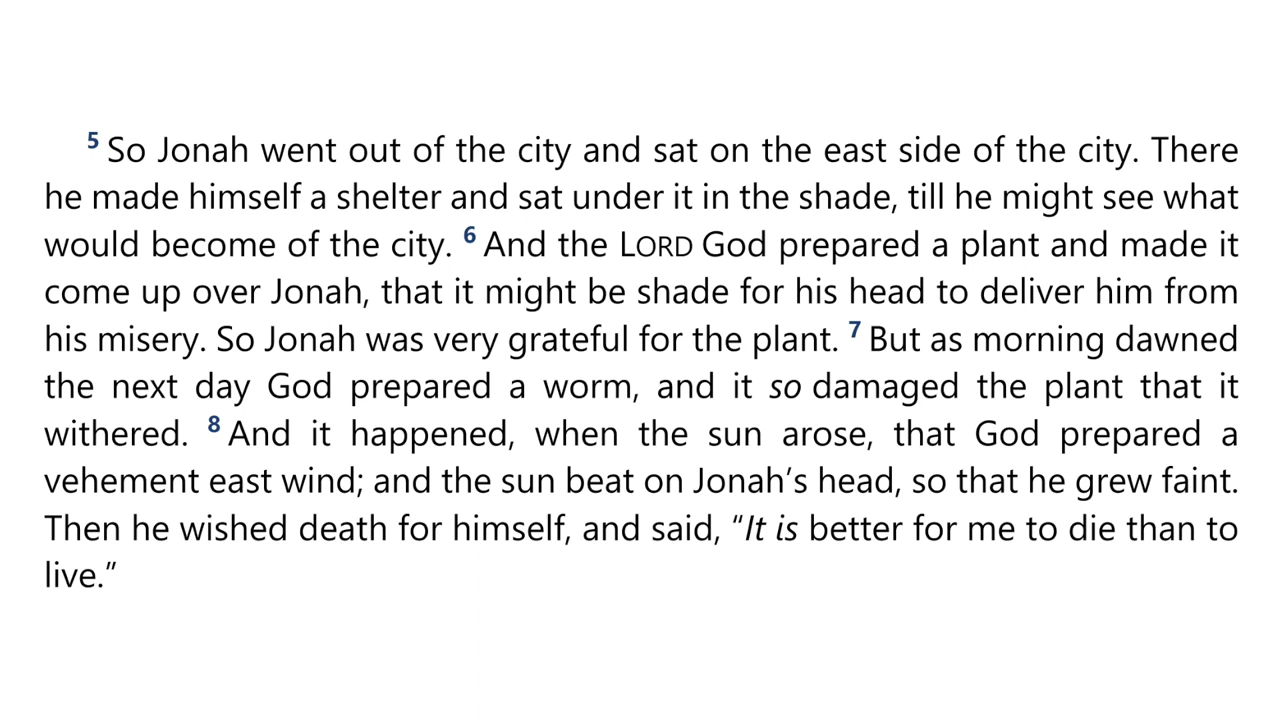 5 So Jonah went out of the city and sat on the east side of the city. There
he made himself a shelter and sat under it in the shade, till he might see what
would become of the city. 6 And the LORD God prepared a plant and made it
come up over Jonah, that it might be shade for his head to deliver him from
his misery. So Jonah was very grateful for the plant. 7 But as morning dawned
the next day God prepared a worm, and it so damaged the plant that it
withered. 8 And it happened, when the sun arose, that God prepared a
vehement east wind; and the sun beat on Jonah’s head, so that he grew faint.
Then he wished death for himself, and said, “It is better for me to die than to
live.”